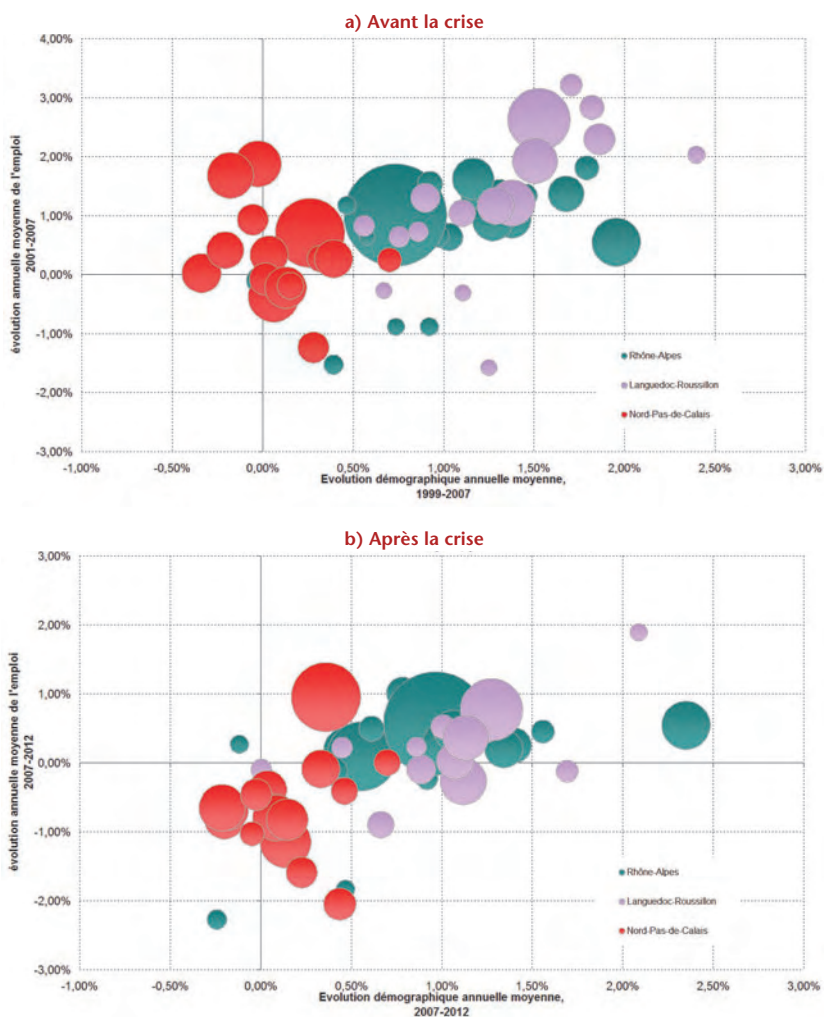 a) Avant la crise
4,00%
3,00%
2,00%
1,00%
0,00%
-1,00%
-2,00%
-3,00%
évolution annuelle moyenne de l'emploi
2001-2007
Rhône-Alpes
Languedoc-Roussillon
Nord-Pas-de-Calais
-1,00%
0,00%
0,50%
1,00%
1,50%
2,00%
2,50%
3,00%
Evolution démographique annuelle moyenne,
1999-2007
b) Après la crise
3,00%
2,00%
1,00%
0,00%
-1,00%
-2,00%
-3,00%
évolution annuelle moyenne de l'emploi
2007-2012
Rhône-Alpes
Languedoc-Roussillon
Nord-Pas-de-Calais
-1,00%
0,00%
0,50%
1,00%
1,50%
2,00%
2,50%
3,00%
Evolution démographique annuelle moyenne,
2007-2012